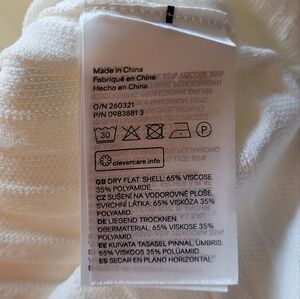 Made in China
Fabriqué en Chine
Hecho en China
O/N 260321
P/N 0983881 3
30
P
clevercare.info
GB DRY FLAT. SHELL: 65% VISCOSE
35% POLYAMIDE.
CZ SUŠENÍ NA VODOROVNÉ PLOŠE.
SVRCHNÍ LÁTKA: 65% VISKÓZA 35%
POLYAMID.
DE LIEGEND TROCKNEN.
OBERMATERIAL: 65% VISKOSE 35%
POLYAMID.
EE KUIVATA TASASEL PINNAL. ÜMBRIS:
65% VISKOOS 35% POLÜAMIID
ES SECAR EN PLANO HORIZONTAL.